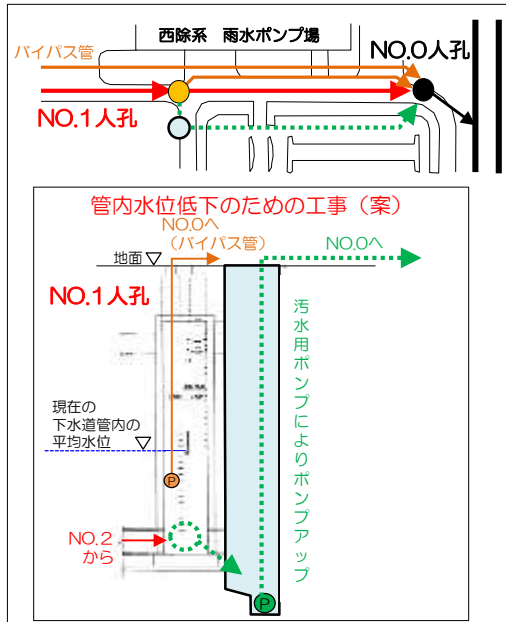 西除系 雨水ポンプ場
バイパス管
NO.0人孔
NO.1人孔
管内水位低下のための工事（案）
NO.0へ
（バイパス管）
NO.0へ
地面
NO.1人孔
汚水用ポンプによりポンプアップ
現在の
下水道管内の
平均水位
P
NO.2
から
P